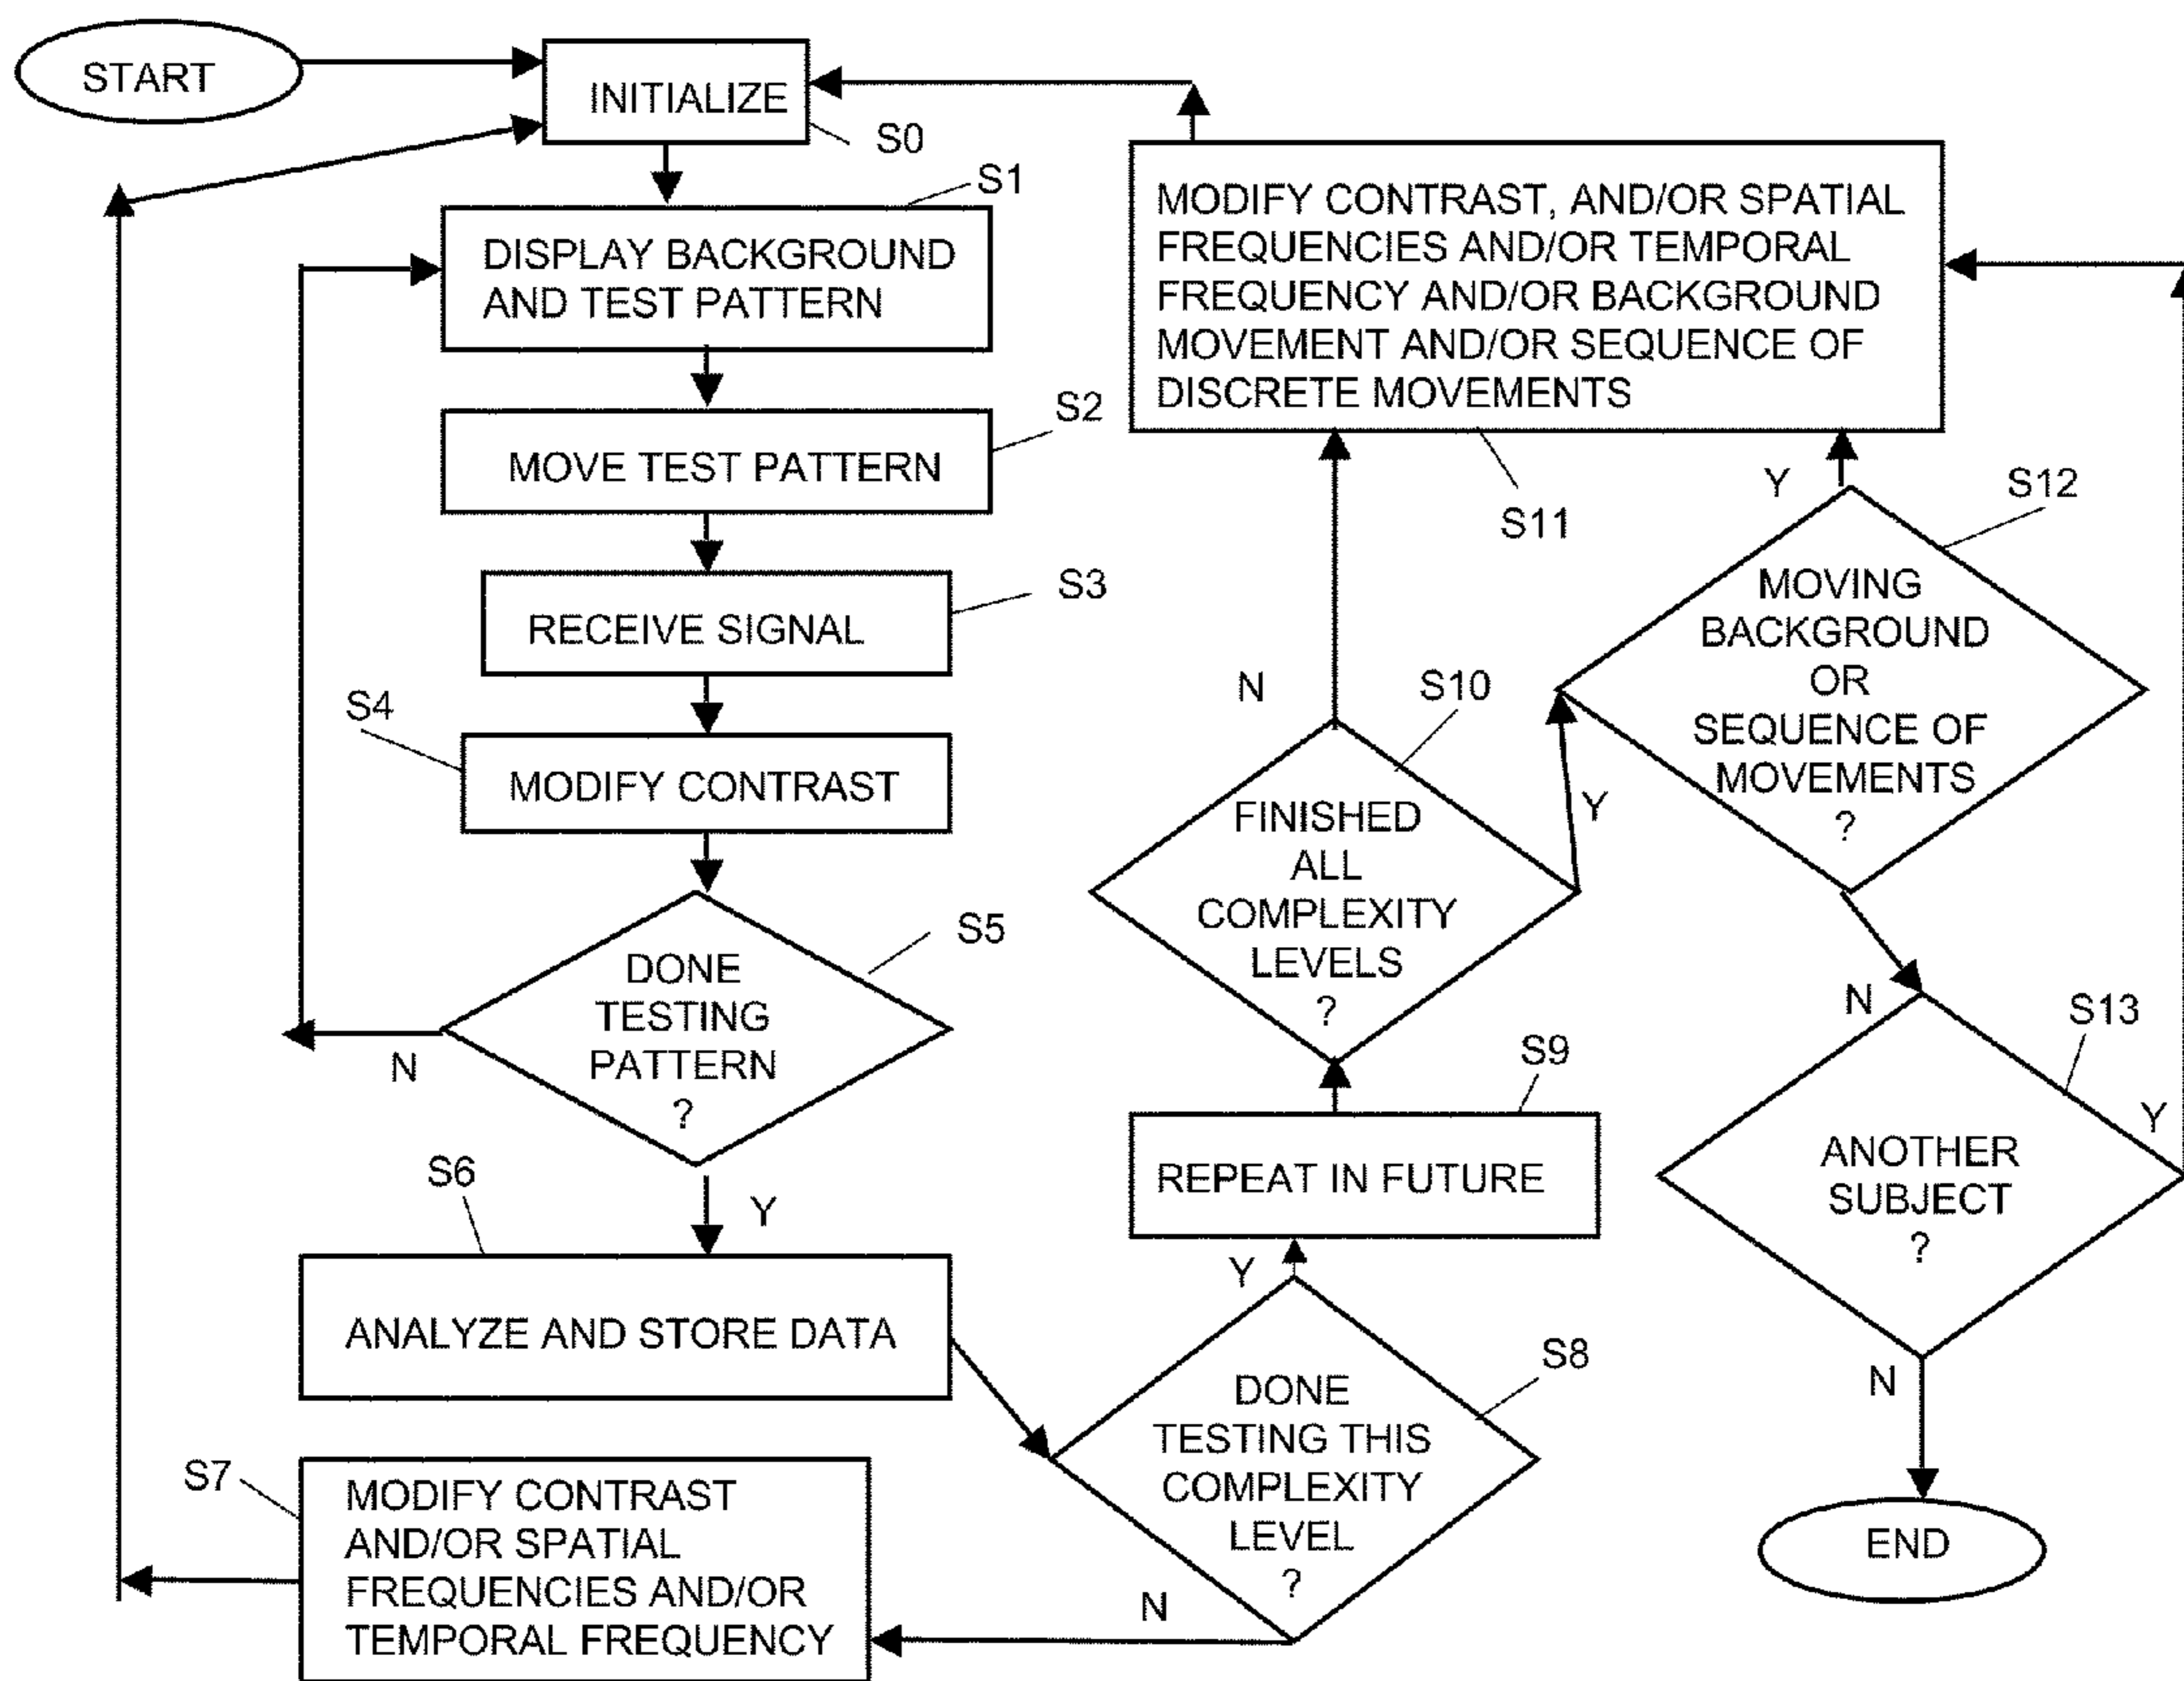 START
INITIALIZE
S0
S1
DISPLAY BACKGROUND
AND TEST PATTERN
S2
MOVE TEST PATTERN
S3
RECEIVE SIGNAL
S4
MODIFY CONTRAST
S5
DONE
TESTING
PATTERN
?
N
Y
S6
ANALYZE AND STORE DATA
S7
MODIFY CONTRAST
AND/OR SPATIAL
FREQUENCIES AND/OR
TEMPORAL FREQUENCY
S8
DONE
TESTING THIS
COMPLEXITY
LEVEL
?
N
Y
S9
REPEAT IN FUTURE
S10
FINISHED
ALL
COMPLEXITY
LEVELS
?
N
Y
MODIFY CONTRAST, AND/OR SPATIAL
FREQUENCIES AND/OR TEMPORAL
FREQUENCY AND/OR BACKGROUND
MOVEMENT AND/OR SEQUENCE OF
DISCRETE MOVEMENTS
S11
Y
S12
MOVING
BACKGROUND
OR
SEQUENCE OF
MOVEMENTS
?
N
S13
Y
ANOTHER
SUBJECT
?
N
END